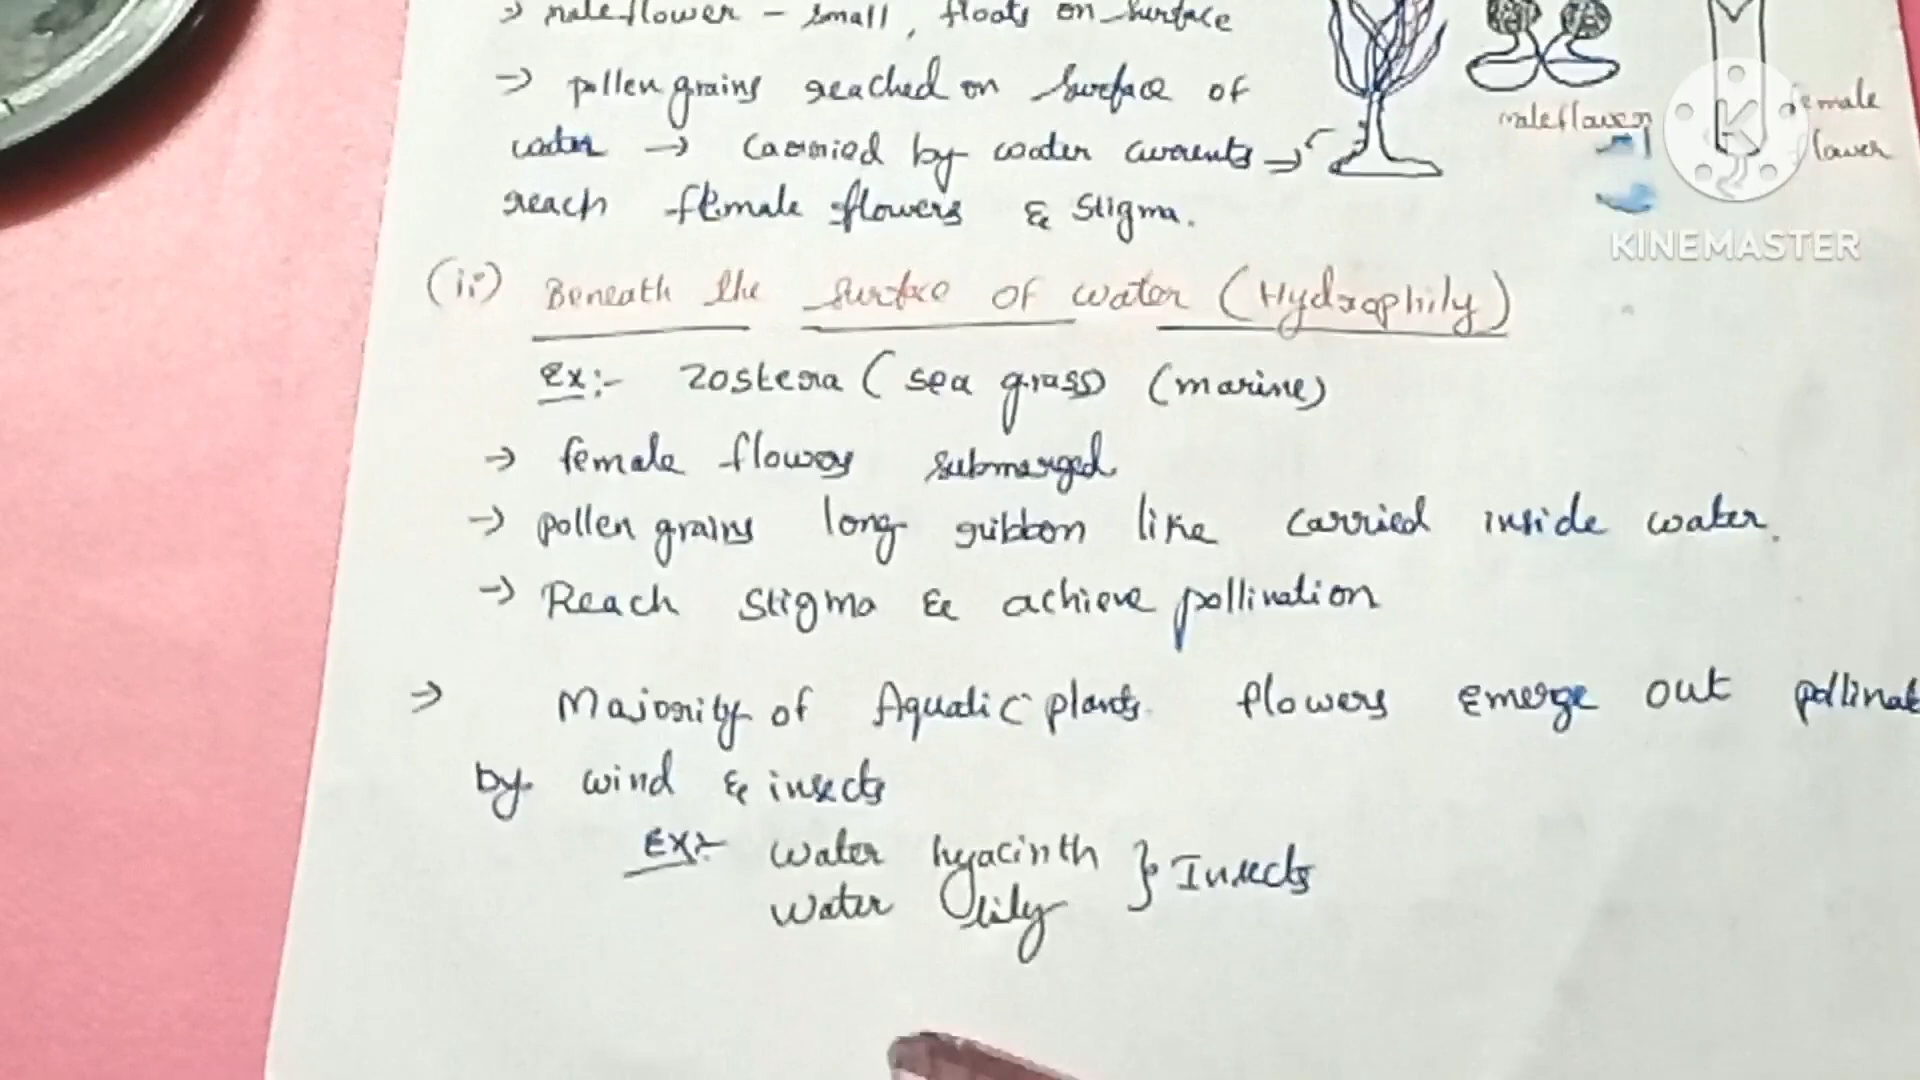 → male flower - small, floats on surface
→ pollen grains reached on surface of
water → carried by water currents →
reach female flowers & stigma.
male flower
female
flower
KINEMASTER
(ii) Beneath the surface of water (Hydrophily)
Ex:- Zostera (sea grass) (marine)
→ female flower submerged
→ pollen grains long ribbon like carried inside water.
→ Reach stigma & achieve pollination
→ Majority of Aquatic plants flowers emerge out pollinat
by wind & insects
Ex:- water hyacinth } Insects
water lily